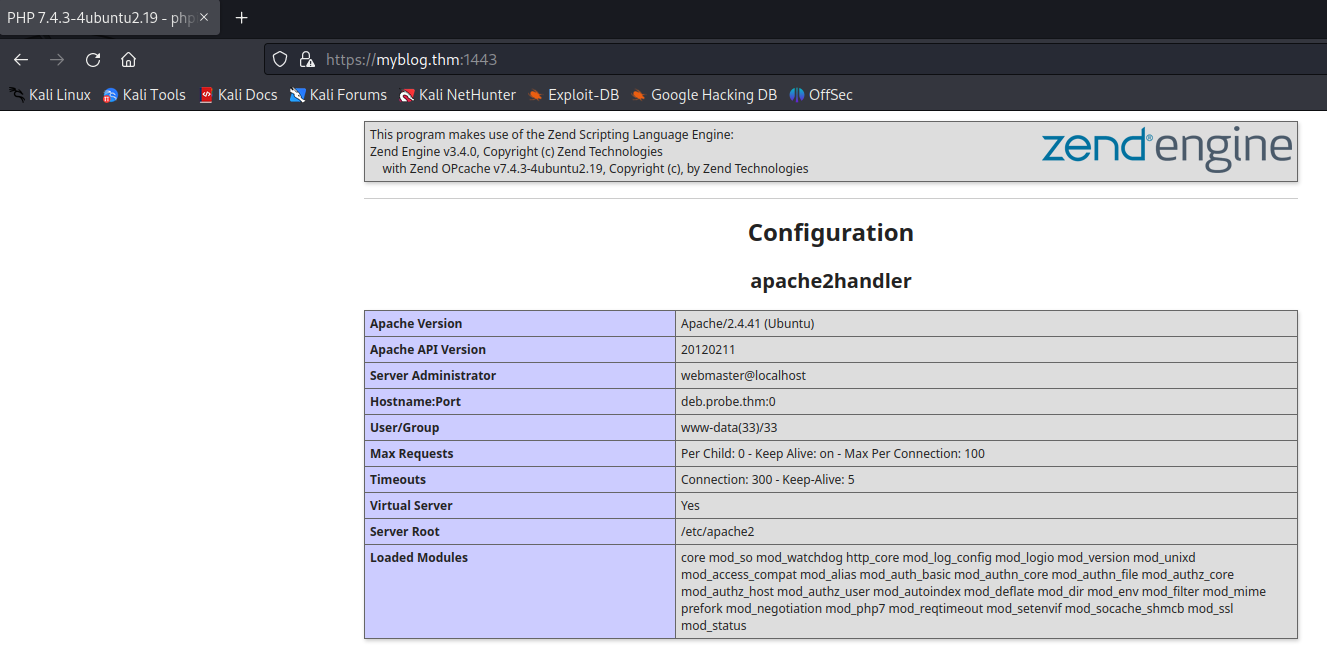 PHP 7.4.3-4ubuntu2.19 - php
https://myblog.thm:1443
Kali Linux Kali Tools Kali Docs Kali Forums Kali NetHunter Exploit-DB Google Hacking DB OffSec
This program makes use of the Zend Scripting Language Engine:
Zend Engine v3.4.0, Copyright (c) Zend Technologies
with Zend OPcache v7.4.3-4ubuntu2.19, Copyright (c), by Zend Technologies
zend® engine
Configuration
apache2handler
Apache Version Apache/2.4.41 (Ubuntu)
Apache API Version 20120211
Server Administrator webmaster@localhost
Hostname:Port deb.probe.thm:0
User/Group www-data(33)/33
Max Requests Per Child: 0 - Keep Alive: on - Max Per Connection: 100
Timeouts Connection: 300 - Keep-Alive: 5
Virtual Server Yes
Server Root /etc/apache2
Loaded Modules core mod_so mod_watchdog http_core mod_log_config mod_logio mod_version mod_unixd
mod_access_compat mod_alias mod_auth_basic mod_authn_core mod_authn_file mod_authz_core
mod_authz_host mod_authz_user mod_autoindex mod_deflate mod_dir mod_env mod_filter mod_mime
prefork mod_negotiation mod_php7 mod_reqtimeout mod_setenvif mod_socache_shmcb mod_ssl
mod_status